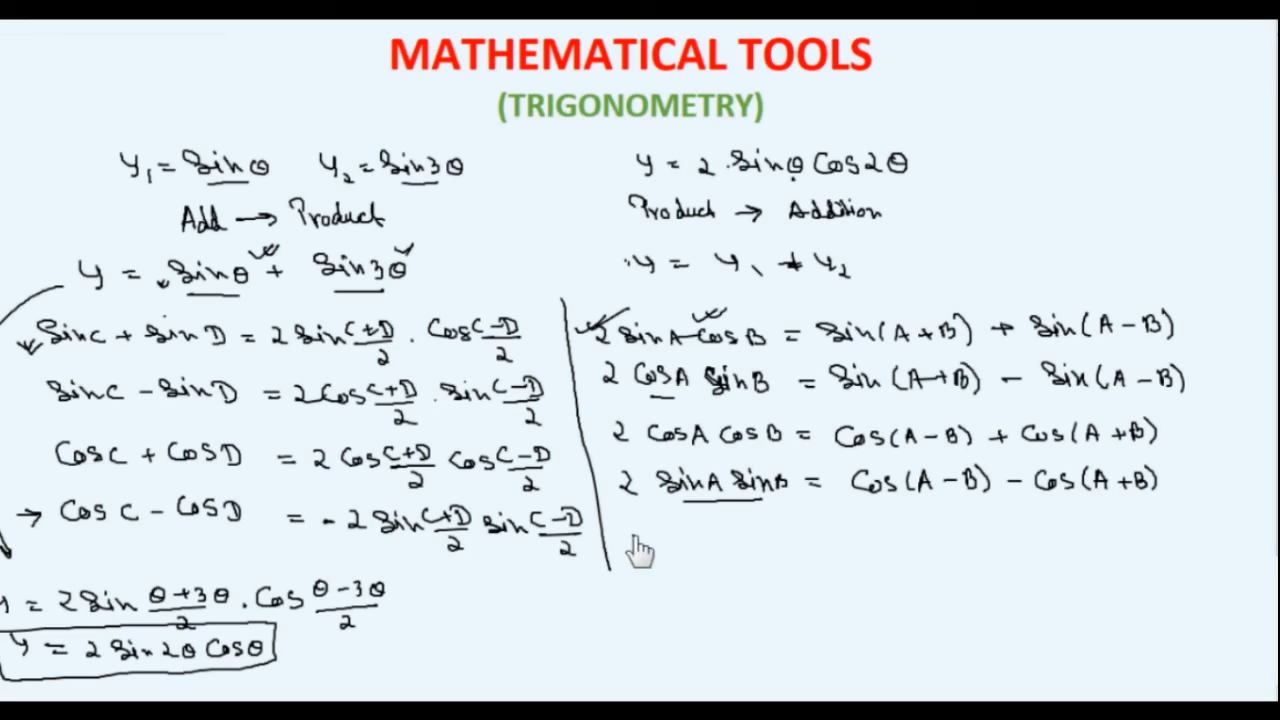 MATHEMATICAL TOOLS
(TRIGONOMETRY)
y₁ = sinθ y₂ = sin3θ
Add → Product
y = sinθ + sin3θ
sinC + sinD = 2 sin (C+D)/2 . cos (C-D)/2
sinC - sinD = 2 cos (C+D)/2 . sin (C-D)/2
cosC + cosD = 2 cos (C+D)/2 cos (C-D)/2
→ cosC - cosD = -2 sin (C+D)/2 sin (C-D)/2
y = 2 sin (θ+3θ)/2 . cos (θ-3θ)/2
y = 2 sin2θ cosθ
y = 2 . sinθ cos2θ
Product → Addition
y = y₁ + y₂
2 sinA cosB = sin(A+B) + sin(A-B)
2 cosA sinB = sin(A+B) - sin(A-B)
2 cosA cosB = cos(A-B) + cos(A+B)
2 sinA sinB = cos(A-B) - cos(A+B)